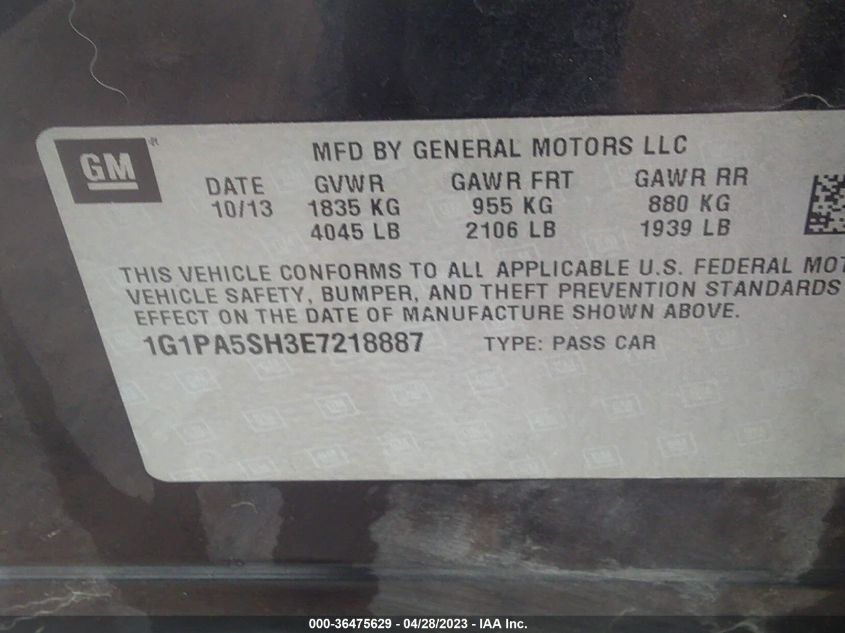 GM
MFD BY GENERAL MOTORS LLC
DATE GVWR GAWR FRT GAWR RR
10/13 1835 KG 955 KG 880 KG
4045 LB 2106 LB 1939 LB
THIS VEHICLE CONFORMS TO ALL APPLICABLE U.S. FEDERAL MOT
VEHICLE SAFETY, BUMPER, AND THEFT PREVENTION STANDARDS
EFFECT ON THE DATE OF MANUFACTURE SHOWN ABOVE.
1G1PA5SH3E7218887 TYPE: PASS CAR
000-36475629 - 04/28/2023 - IAA Inc.